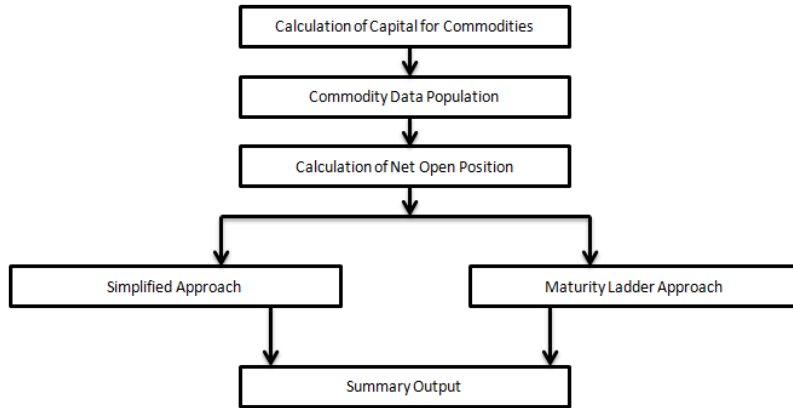 Calculation of Capital for Commodities
Commodity Data Population
Calculation of Net Open Position
Simplified Approach
Maturity Ladder Approach
Summary Output